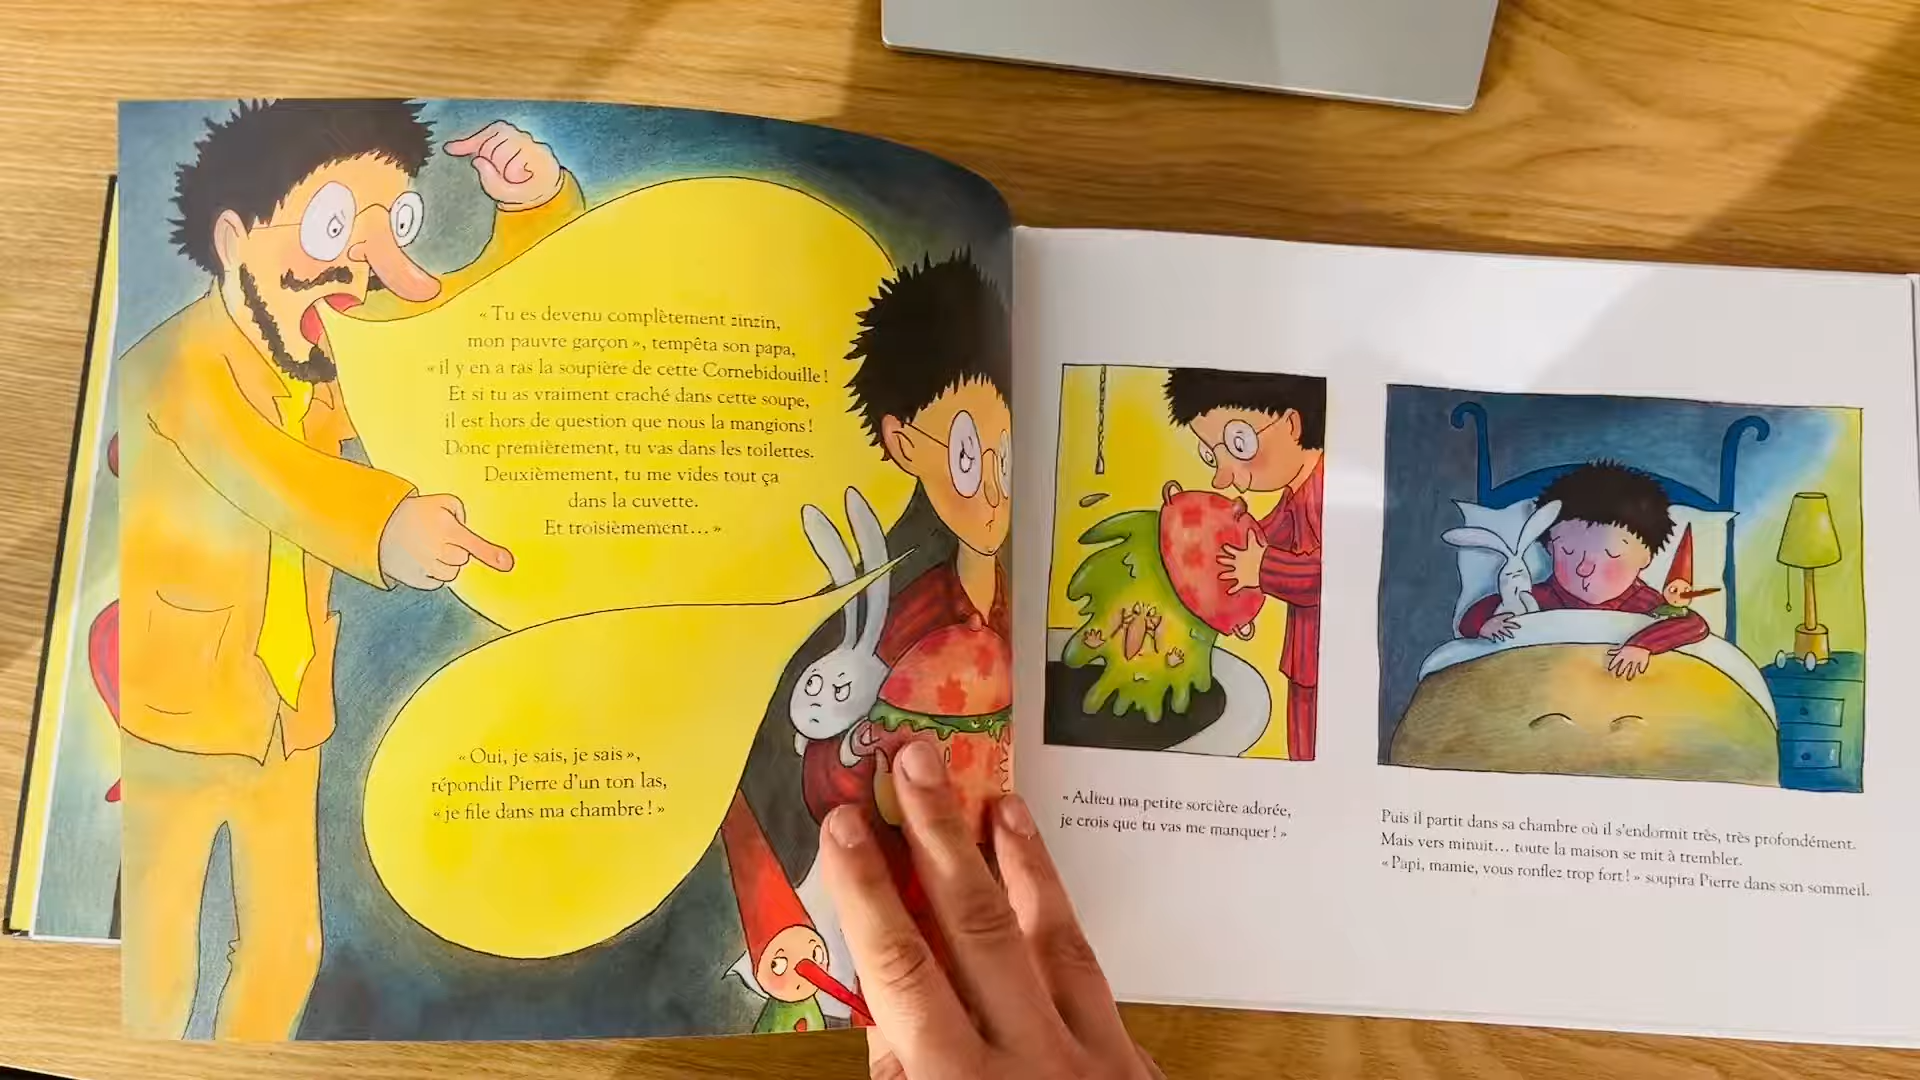 « Tu es devenu complètement zinzin,
mon pauvre garçon », tempêta son papa,
« il y en a ras la soupière de cette Cornebidouille !
Et si tu as vraiment craché dans cette soupe,
il est hors de question que nous la mangions !
Donc premièrement, tu vas dans les toilettes.
Deuxièmement, tu me vides tout ça
dans la cuvette.
Et troisièmement... »
« Oui, je sais, je sais »,
répondit Pierre d'un ton las,
« je file dans ma chambre ! »
« Adieu ma petite sorcière adorée,
je crois que tu vas me manquer ! »
Puis il partit dans sa chambre où il s'endormit très, très profondément.
Mais vers minuit... toute la maison se mit à trembler.
« Papi, mamie, vous ronflez trop fort ! » soupira Pierre dans son sommeil.